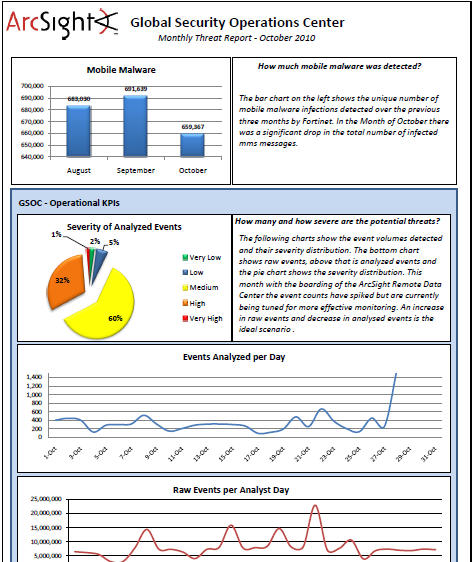 ArcSight
Global Security Operations Center
Monthly Threat Report - October 2010
Mobile Malware
700,000
690,000
680,000
670,000
660,000
650,000
640,000
683,030
691,639
659,367
August
September
October
How much mobile malware was detected?
The bar chart on the left shows the unique number of
mobile malware infections detected over the previous
three months by Fortinet. In the Month of October there
was a significant drop in the total number of infected
mms messages.
GSOC - Operational KPIs
Severity of Analyzed Events
1%
2%
5%
32%
60%
Very Low
Low
Medium
High
Very High
How many and how severe are the potential threats?
The following charts show the event volumes detected
and their severity distribution. The bottom chart
shows raw events, above that is analyzed events and
the pie chart shows the severity distribution. This
month with the boarding of the ArcSight Remote Data
Center the event counts have spiked but are currently
being tuned for more effective monitoring. An increase
in raw events and decrease in analysed events is the
ideal scenario .
Events Analyzed per Day
1,400
1,200
1,000
800
600
400
200
0
1-Oct
3-Oct
5-Oct
7-Oct
9-Oct
11-Oct
13-Oct
15-Oct
17-Oct
19-Oct
21-Oct
23-Oct
25-Oct
27-Oct
29-Oct
31-Oct
Raw Events per Analyst Day
25,000,000
20,000,000
15,000,000
10,000,000
5,000,000